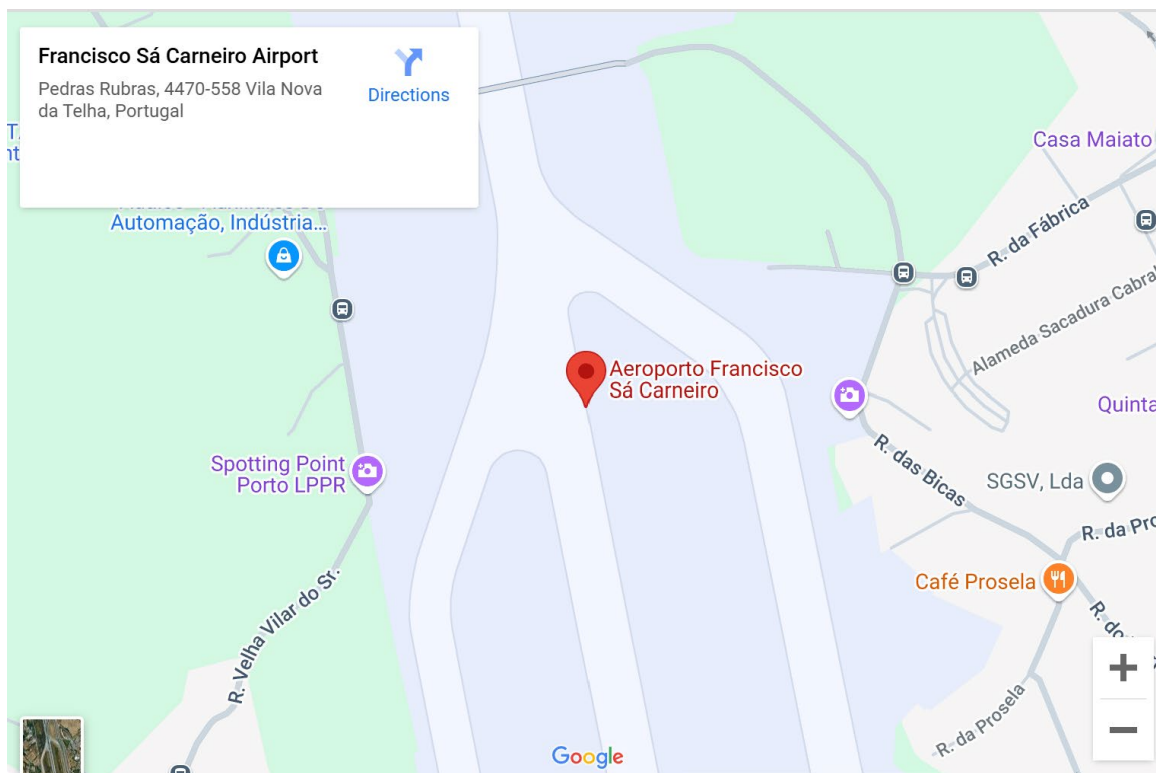 Francisco Sá Carneiro Airport
Pedras Rubras, 4470-558 Vila Nova
da Telha, Portugal
Directions
Automação, Indústria...
Casa Maiato
R. da Fábrica
Alameda Sacadura Cabral
Aeroporto Francisco
Sá Carneiro
Quinta
Spotting Point
Porto LPPR
R. das Bicas
SGSV, Lda
R. da Pro
Café Prosela
R. Velha Vilar do Sr.
R. da Prosela
Google